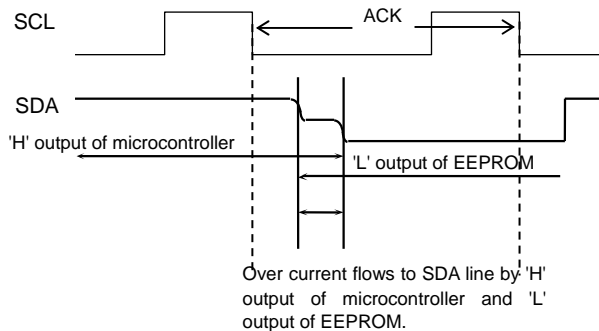 SCL
ACK
SDA
'H' output of microcontroller
'L' output of EEPROM
Over current flows to SDA line by 'H'
output of microcontroller and 'L'
output of EEPROM.